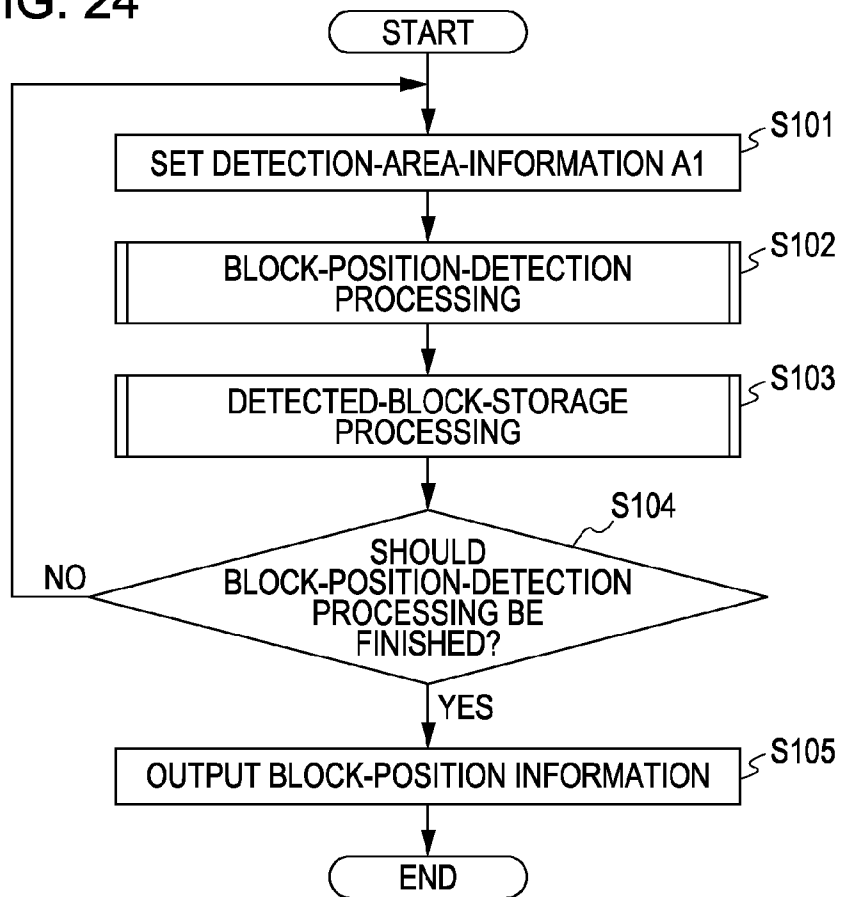 IG. 24
START
S101
SET DETECTION-AREA-INFORMATION A1
S102
BLOCK-POSITION-DETECTION
PROCESSING
S103
DETECTED-BLOCK-STORAGE
PROCESSING
S104
SHOULD
BLOCK-POSITION-DETECTION
PROCESSING BE
FINISHED?
NO
YES
S105
OUTPUT BLOCK-POSITION INFORMATION
END